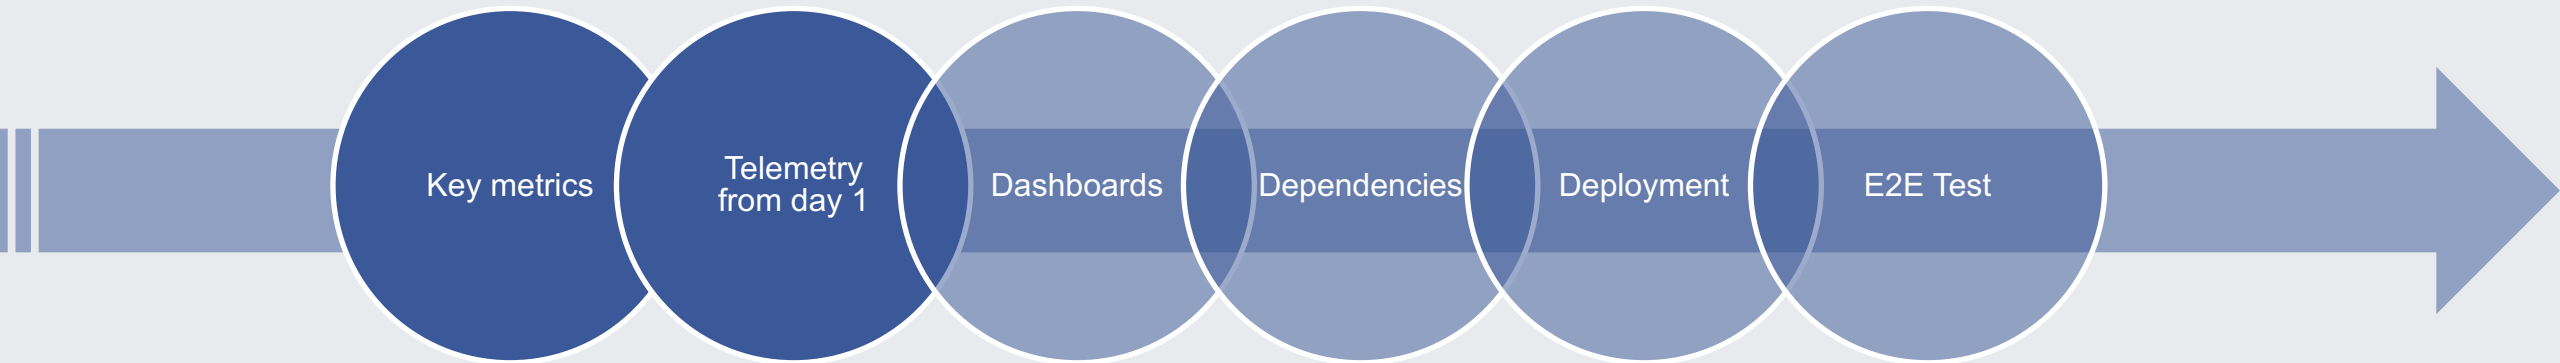 Key metrics
Telemetry
from day 1
Dashboards
Dependencies
Deployment
E2E Test